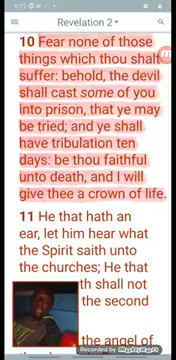 Revelation 2
10 Fear none of those
things which thou shalt
suffer: behold, the devil
shall cast some of you
into prison, that ye may
be tried; and ye shall
have tribulation ten
days: be thou faithful
unto death, and I will
give thee a crown of life.
11 He that hath an
ear, let him hear what
the Spirit saith unto
the churches; He that
th shall not
the second
the angel of